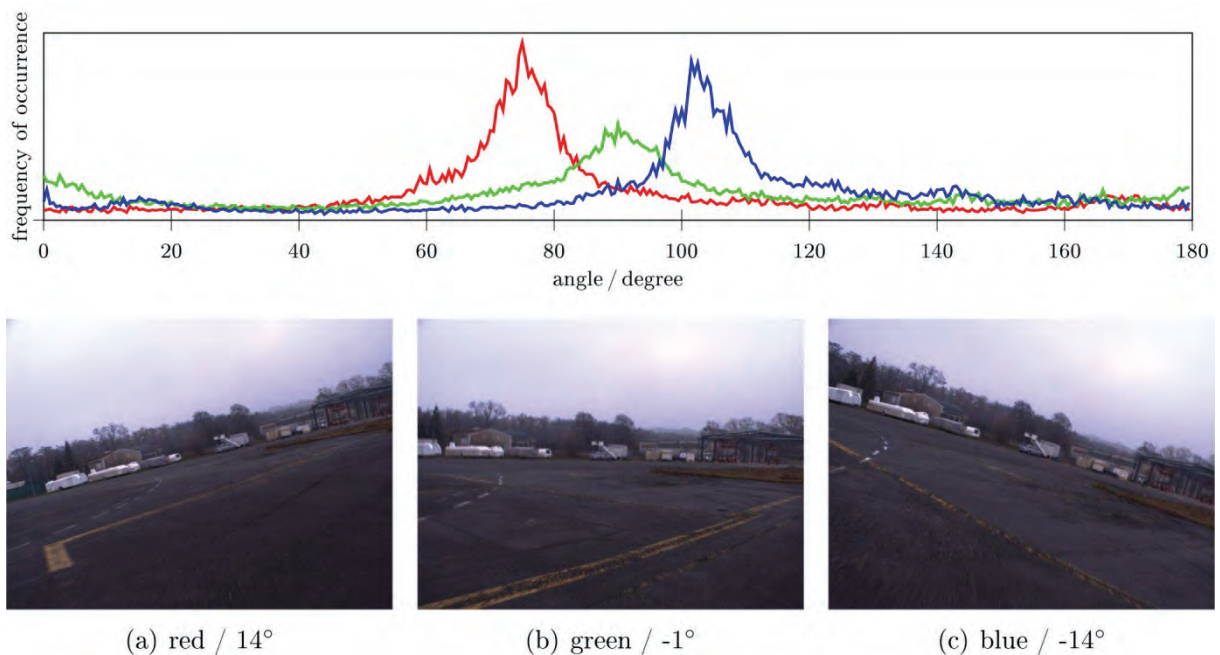 frequency of occurrence
0 20 40 60 80 100 120 140 160 180
angle / degree
(a) red / 14° (b) green / -1° (c) blue / -14°